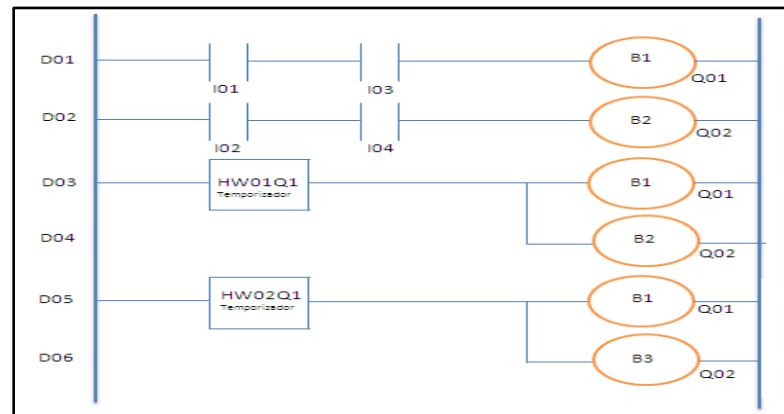 D01
B1
I01
I03
Q01
D02
B2
I02
I04
Q02
D03
HW01Q1
Temporizador
B1
Q01
D04
B2
Q02
D05
HW02Q1
Temporizador
B1
Q01
D06
B3
Q02